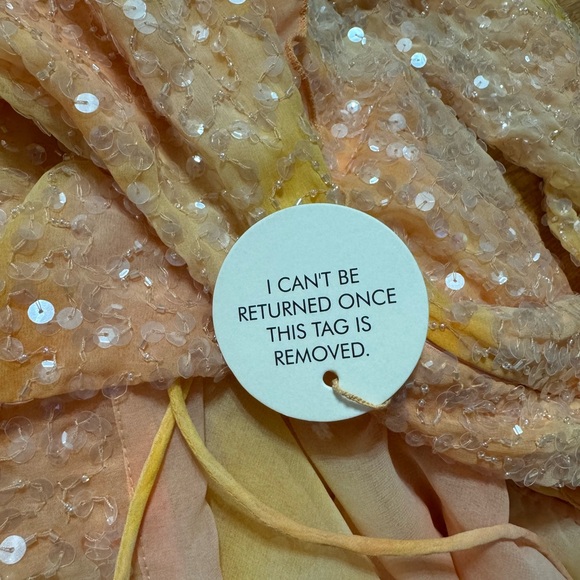 I CAN'T BE
RETURNED ONCE
THIS TAG IS
REMOVED.